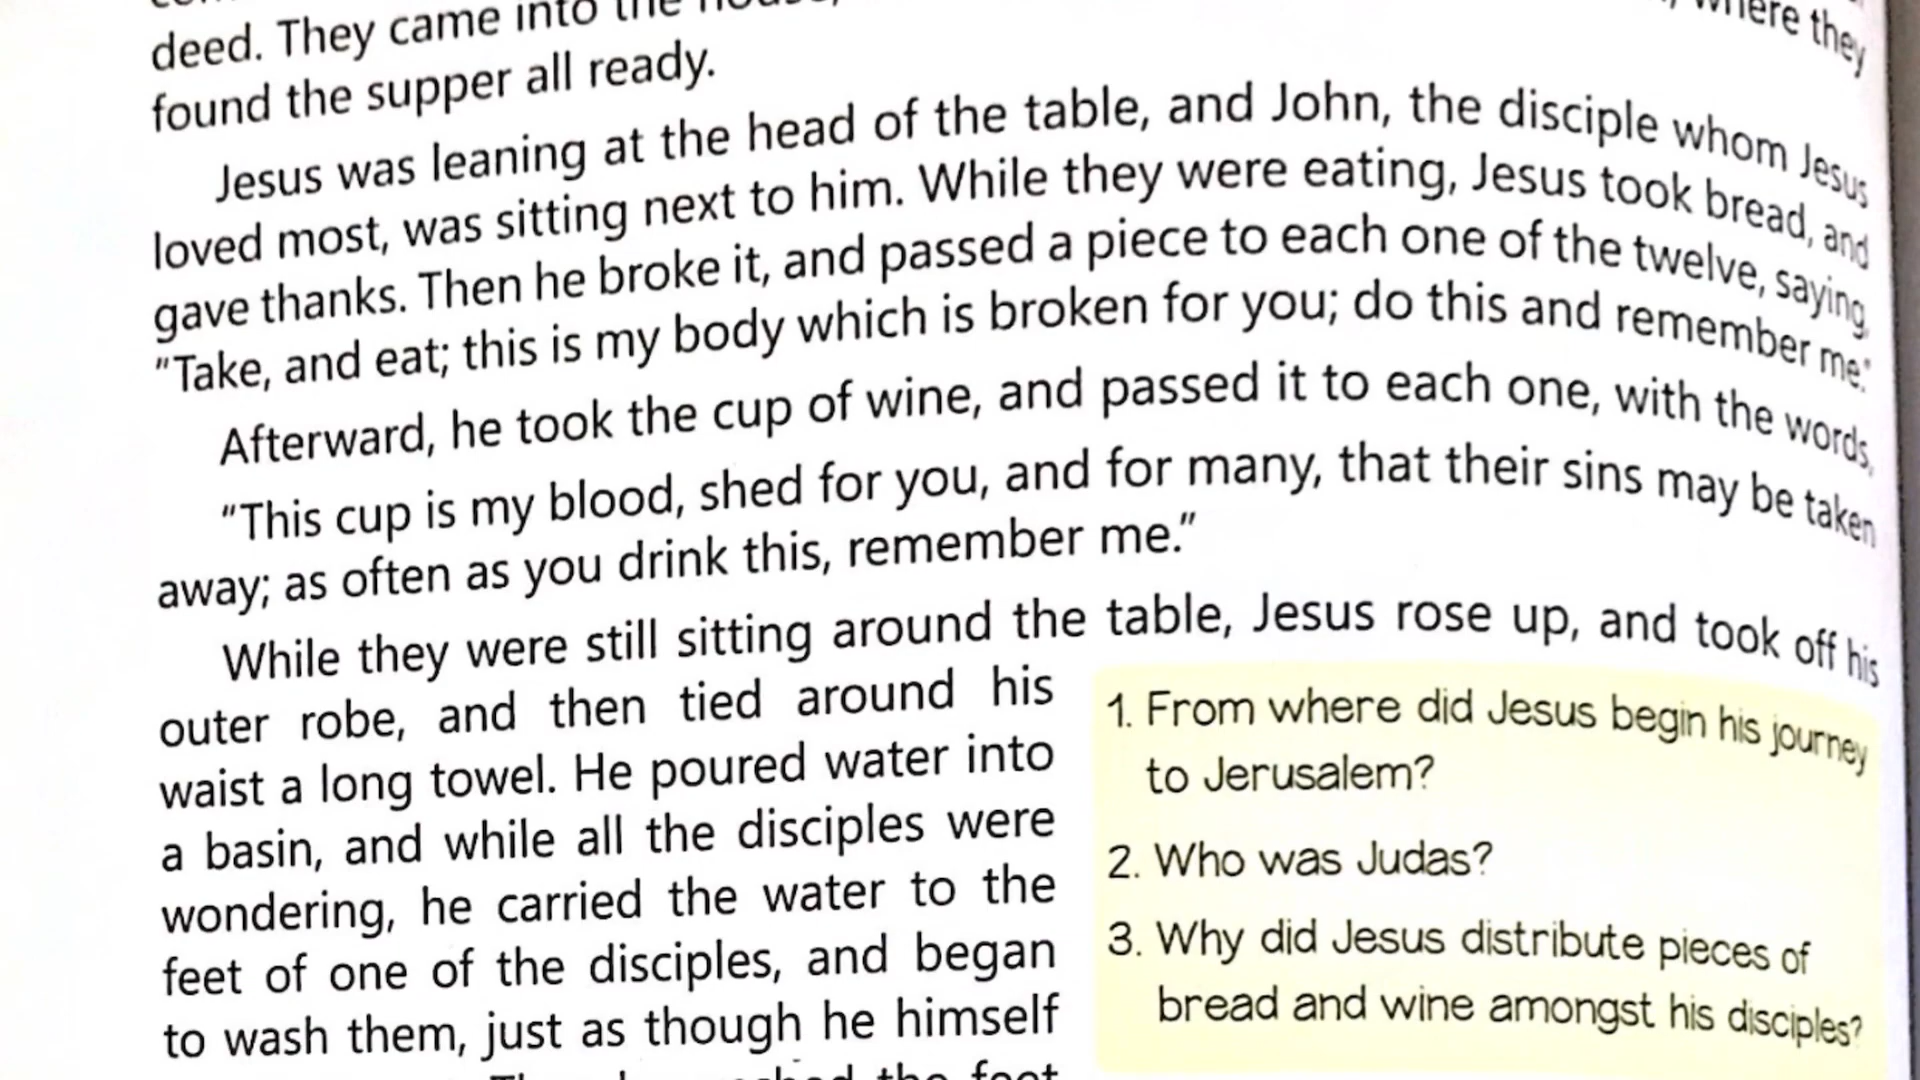 deed. They came into the
where they
found the supper all ready.
Jesus was leaning at the head of the table, and John, the disciple whom Jesus
loved most, was sitting next to him. While they were eating, Jesus took bread, and
gave thanks. Then he broke it, and passed a piece to each one of the twelve, saying,
"Take, and eat; this is my body which is broken for you; do this and remember me."
Afterward, he took the cup of wine, and passed it to each one, with the words,
"This cup is my blood, shed for you, and for many, that their sins may be taken
away; as often as you drink this, remember me."
While they were still sitting around the table, Jesus rose up, and took off his
outer robe, and then tied around his
waist a long towel. He poured water into
a basin, and while all the disciples were
wondering, he carried the water to the
feet of one of the disciples, and began
to wash them, just as though he himself
the feet
1. From where did Jesus begin his journey
to Jerusalem?
2. Who was Judas?
3. Why did Jesus distribute pieces of
bread and wine amongst his disciples?